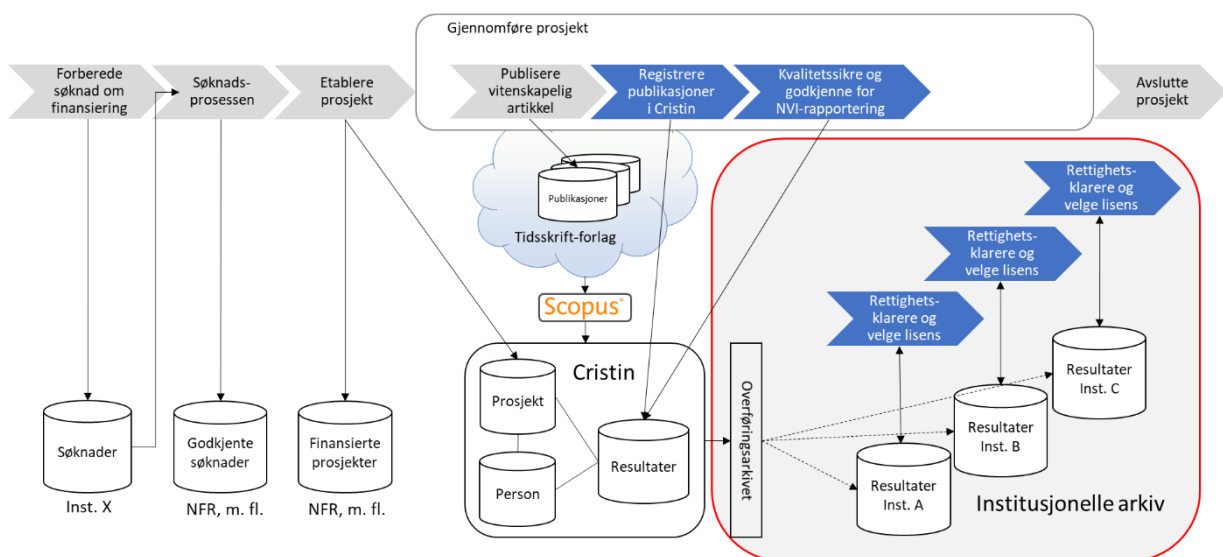 Gjennomføre prosjekt
Forberede
søknad om
finansiering
Søknads-
prosessen
Etablere
prosjekt
Publisere
vitenskapelig
artikkel
Registrere
publikasjoner
i Cristin
Kvalitetssikre og
godkjenne for
NVI-rapportering
Avslutte
prosjekt
Publikasjoner
Tidsskrift-forlag
Scopus®
Rettighets-
klarere og
velge lisens
Rettighets-
klarere og
velge lisens
Rettighets-
klarere og
velge lisens
Cristin
Prosjekt
Person
Resultater
Overføringsarkivet
Resultater
Inst. C
Resultater
Inst. B
Resultater
Inst. A
Institusjonelle arkiv
Søknader
Inst. X
Godkjente
søknader
NFR, m. fl.
Finansierte
prosjekter
NFR, m. fl.